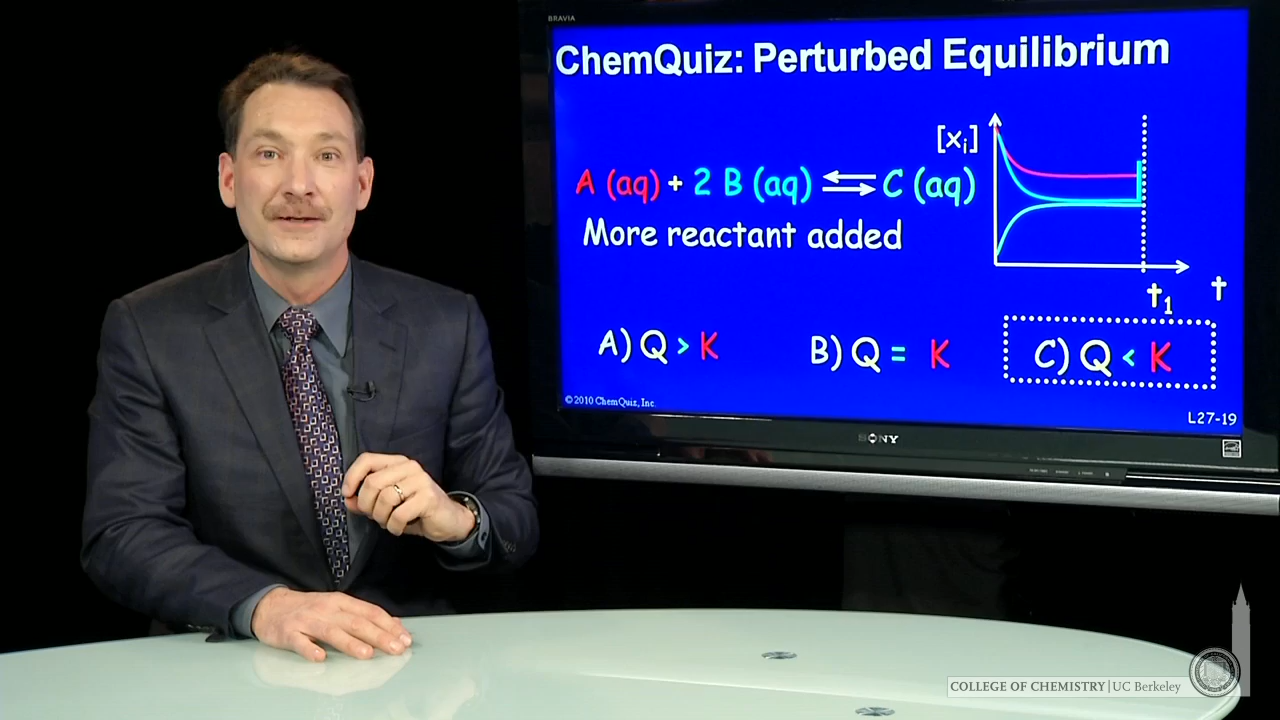 BRAVIA
ChemQuiz: Perturbed Equilibrium
[xᵢ]
A (aq) + 2 B (aq) ⇌ C (aq)
More reactant added
t₁
t
A) Q > K
B) Q = K
C) Q < K
© 2010 ChemQuiz, Inc.
L27-19
SONY
COLLEGE OF CHEMISTRY | UC Berkeley